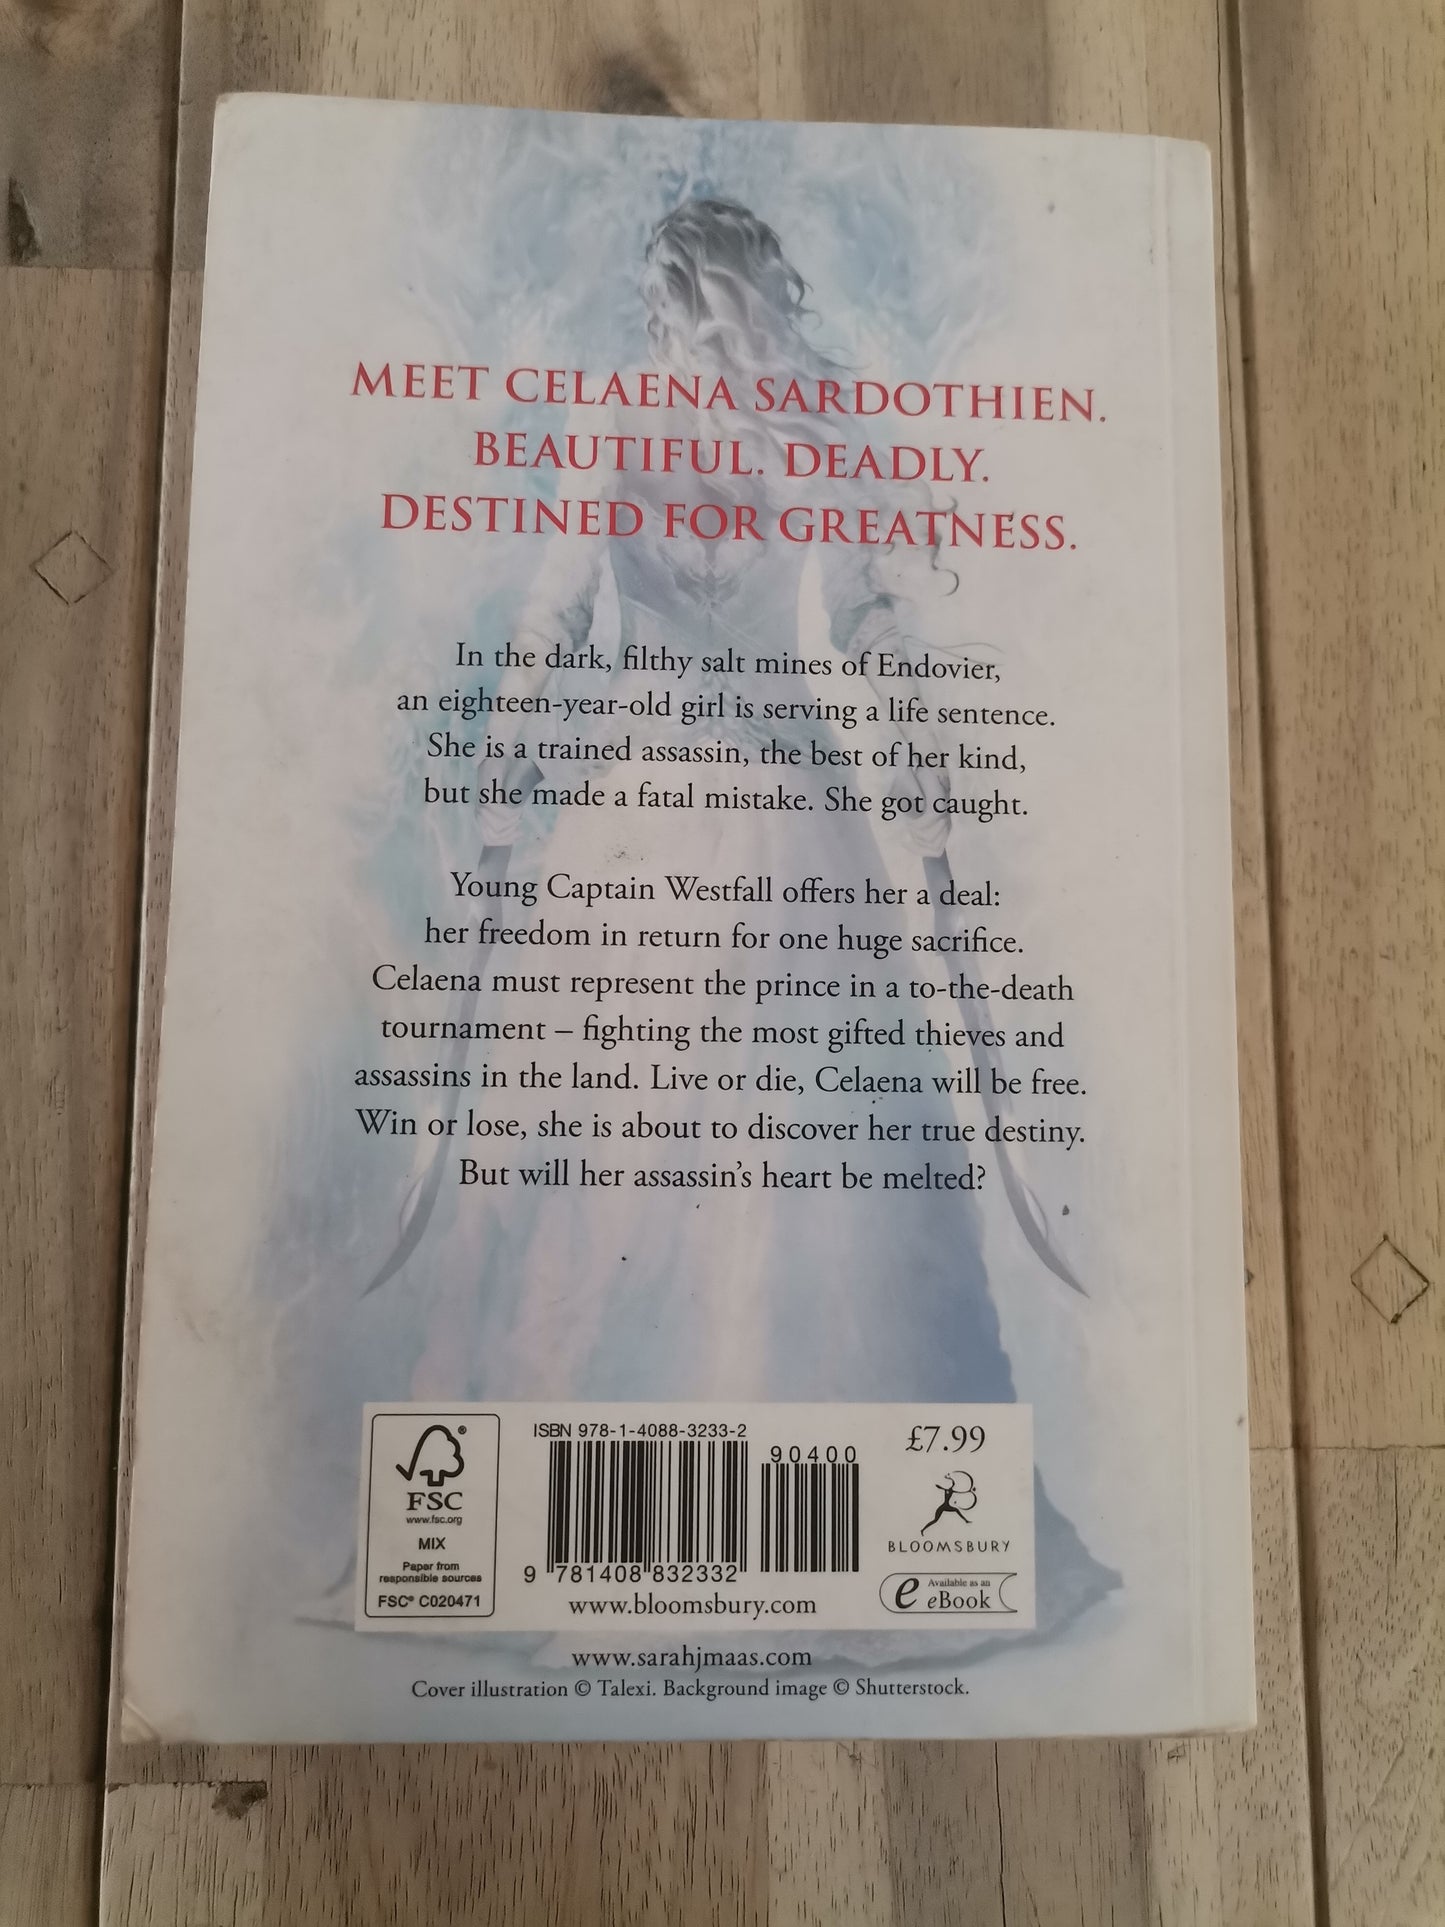 MEET CELAENA SARDOTHIEN.
BEAUTIFUL. DEADLY.
DESTINED FOR GREATNESS.
In the dark, filthy salt mines of Endovier,
an eighteen-year-old girl is serving a life sentence.
She is a trained assassin, the best of her kind,
but she made a fatal mistake. She got caught.
Young Captain Westfall offers her a deal:
her freedom in return for one huge sacrifice.
Celaena must represent the prince in a to-the-death
tournament – fighting the most gifted thieves and
assassins in the land. Live or die, Celaena will be free.
Win or lose, she is about to discover her true destiny.
But will her assassin's heart be melted?
FSC
www.fsc.org
MIX
Paper from
responsible sources
FSC® C020471
ISBN 978-1-4088-3233-2
90400
9 781408 832332
www.bloomsbury.com
£7.99
BLOOMSBURY
e Available as an
eBook
www.sarahjmaas.com
Cover illustration © Talexi. Background image © Shutterstock.